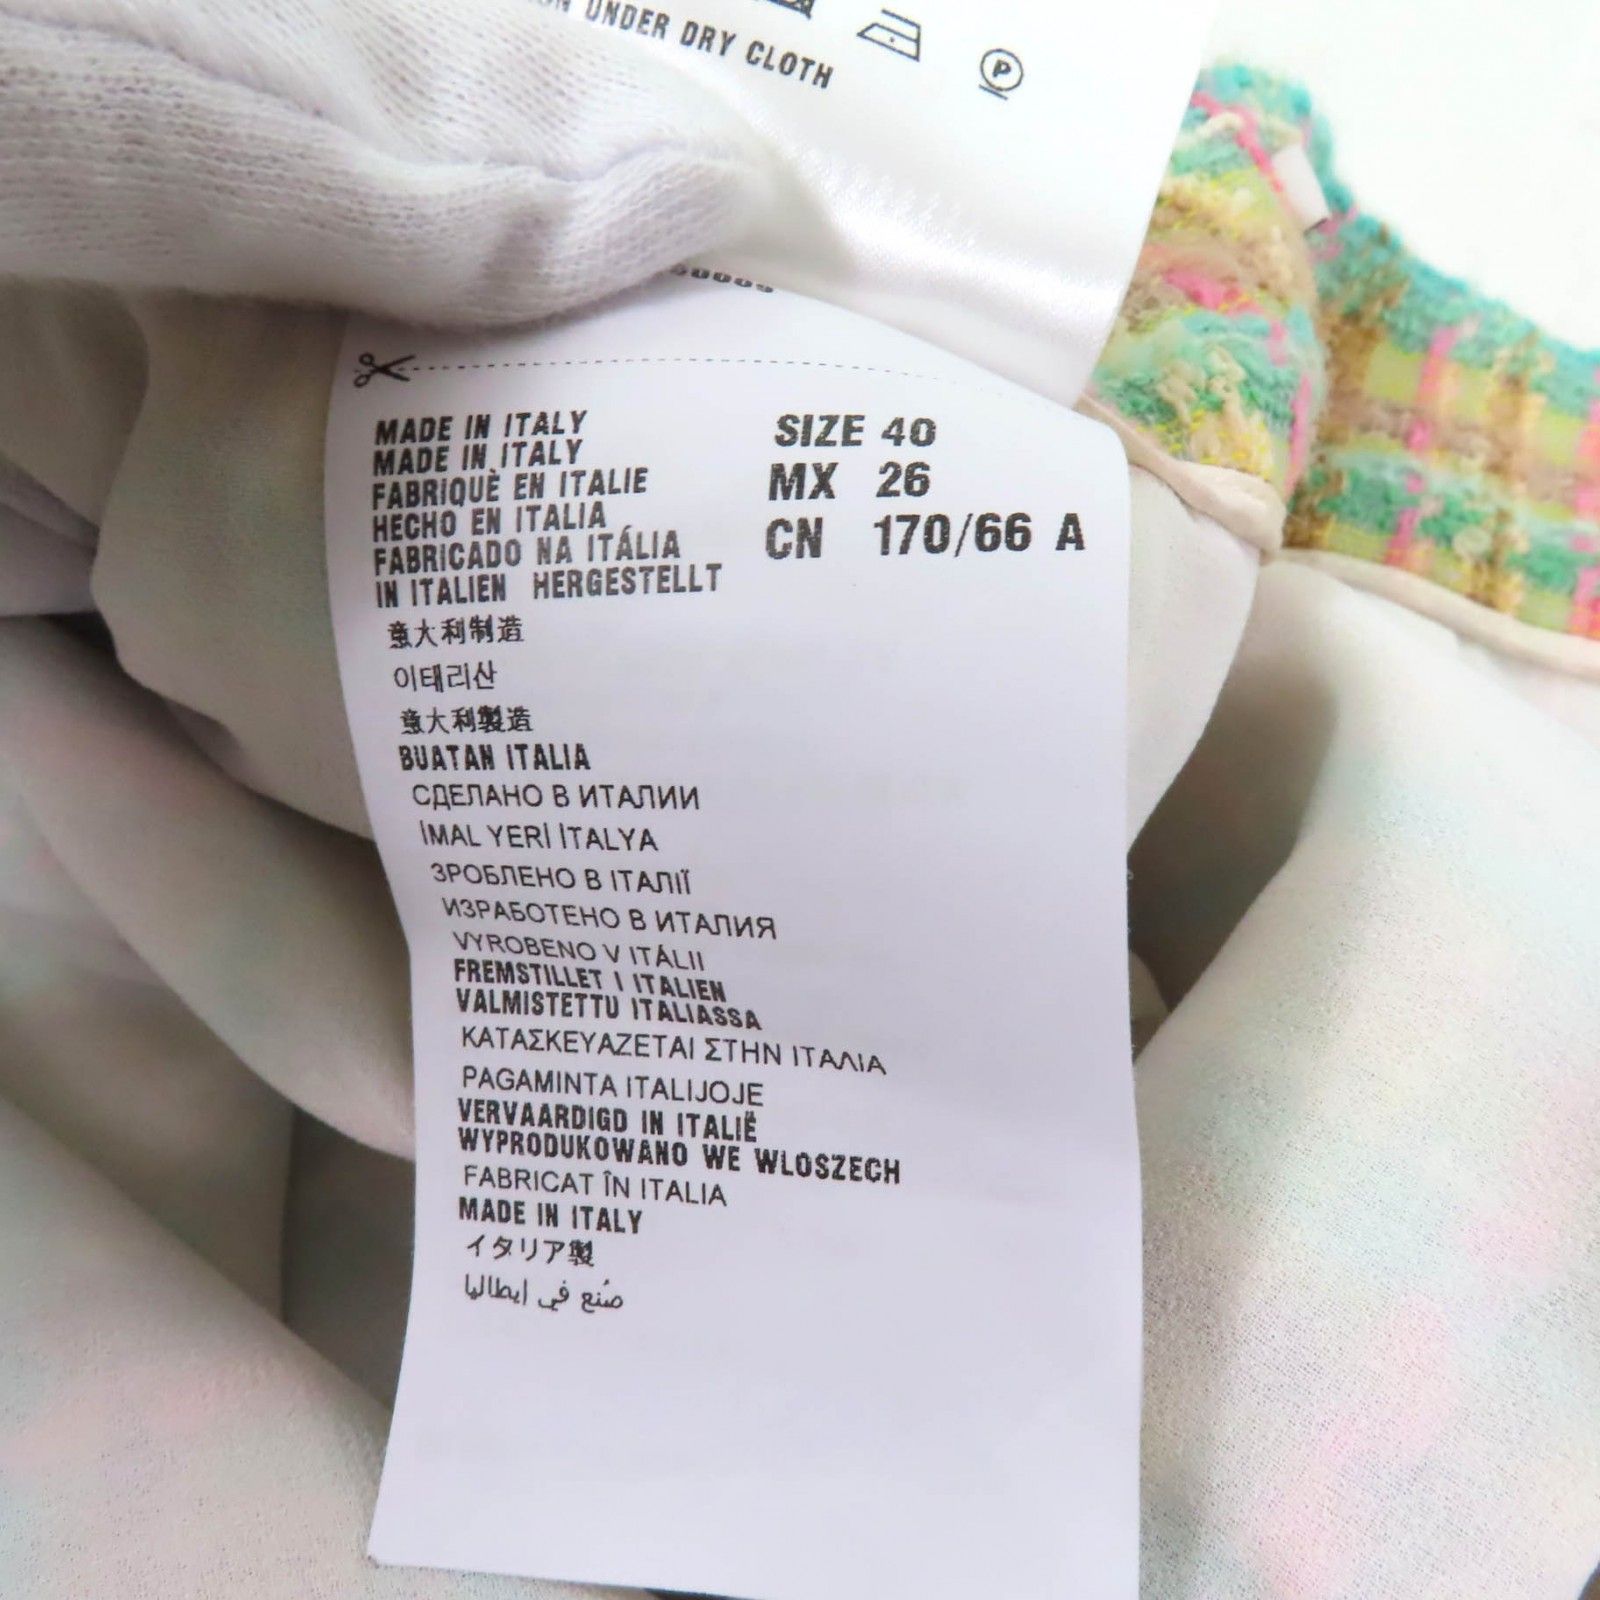 UNDER DRY CLOTH
P
MADE IN ITALY
MADE IN ITALY
FABRIQUÈ EN ITALIE
HECHO EN ITALIA
FABRICADO NA ITÁLIA
IN ITALIEN HERGESTELLT
意大利制造
이태리산
意大利製造
BUATAN ITALIA
СДЕЛАНО В ИТАЛИИ
İMAL YERİ İTALYA
ЗРОБЛЕНО В ІТАЛІЇ
ИЗРАБОТЕНО В ИТАЛИЯ
VYROBENO V ITÁLII
FREMSTILLET I ITALIEN
VALMISTETTU ITALIASSA
ΚΑΤΑΣΚΕΥΑΖΕΤΑΙ ΣΤΗΝ ΙΤΑΛΙΑ
PAGAMINTA ITALIJOJE
VERVAARDIGD IN ITALIË
WYPRODUKOWANO WE WLOSZECH
FABRICAT ÎN ITALIA
MADE IN ITALY
イタリア製
صُنع في إيطاليا
SIZE 40
MX 26
CN 170/66 A